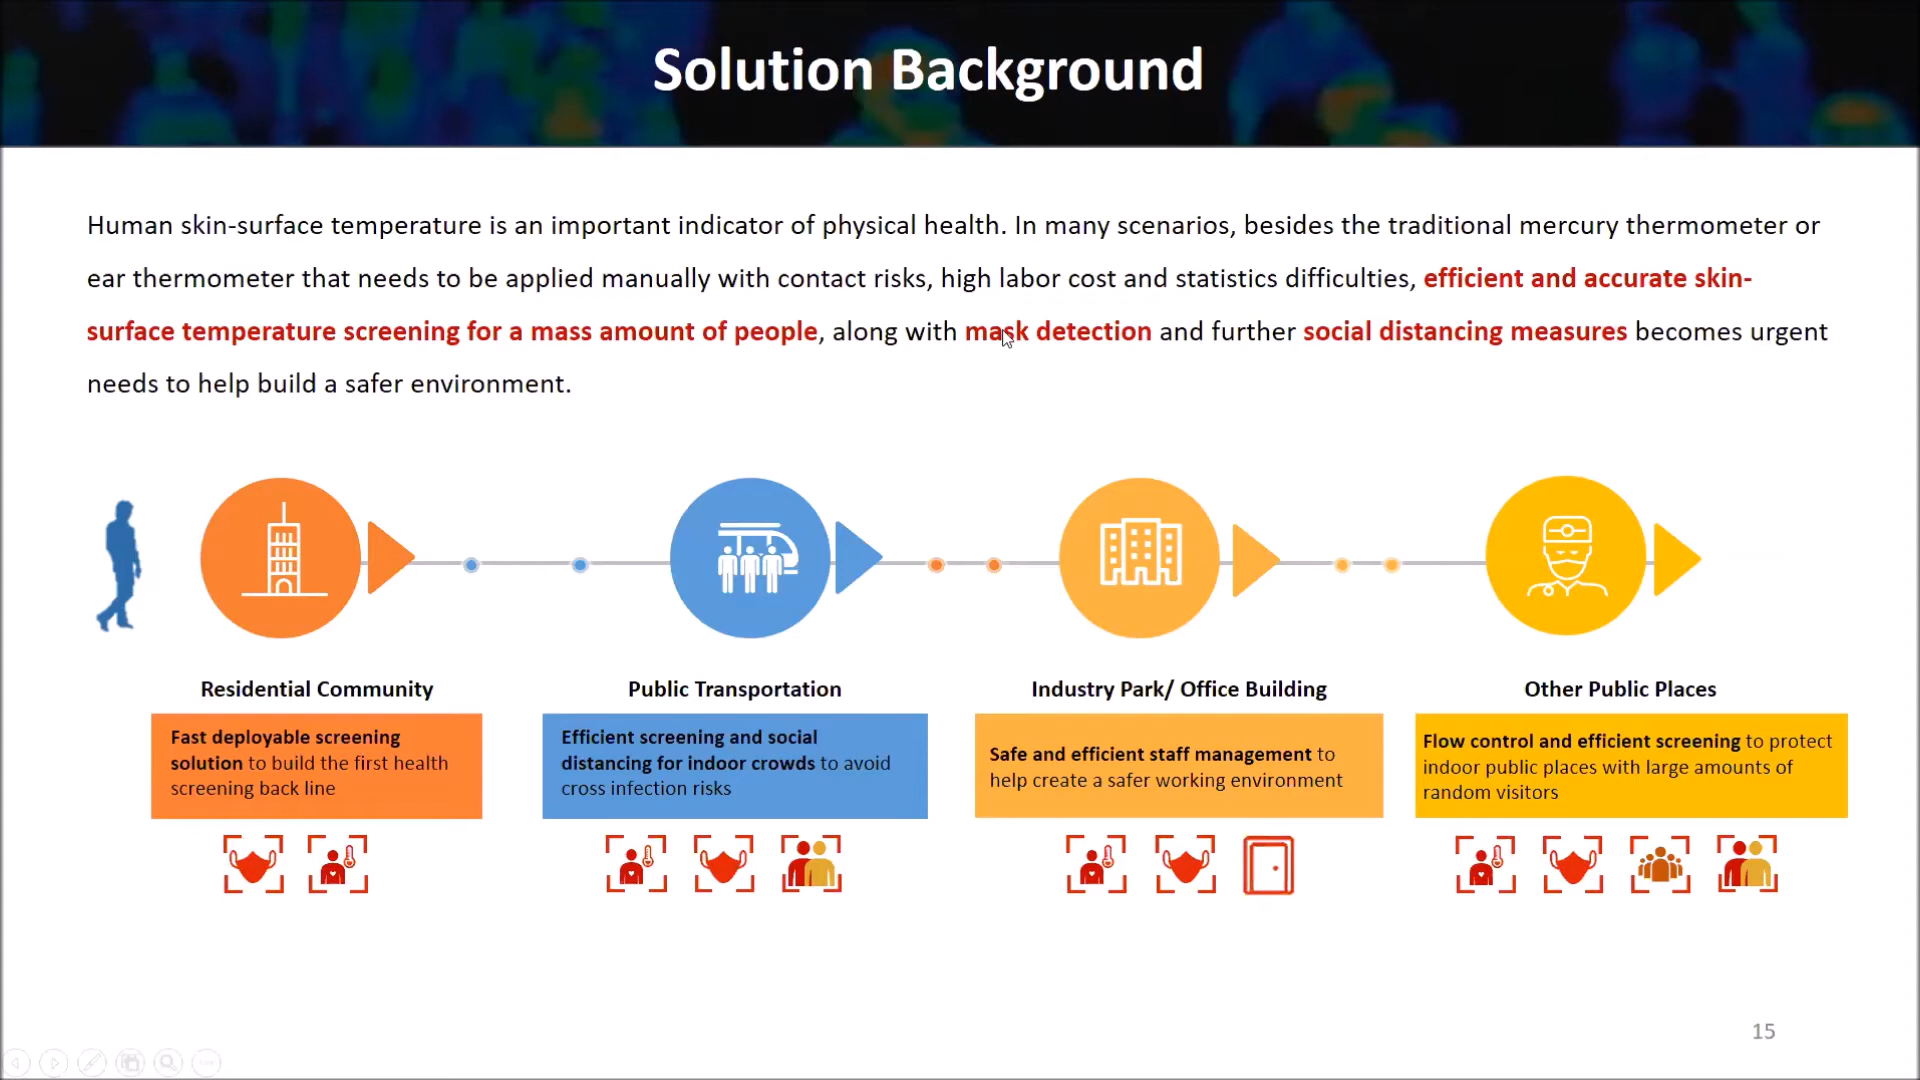 Solution Background
Human skin-surface temperature is an important indicator of physical health. In many scenarios, besides the traditional mercury thermometer or
ear thermometer that needs to be applied manually with contact risks, high labor cost and statistics difficulties, efficient and accurate skin-
surface temperature screening for a mass amount of people, along with mask detection and further social distancing measures becomes urgent
needs to help build a safer environment.
Residential Community
Fast deployable screening
solution to build the first health
screening back line
Public Transportation
Efficient screening and social
distancing for indoor crowds to avoid
cross infection risks
Industry Park/ Office Building
Safe and efficient staff management to
help create a safer working environment
Other Public Places
Flow control and efficient screening to protect
indoor public places with large amounts of
random visitors
15